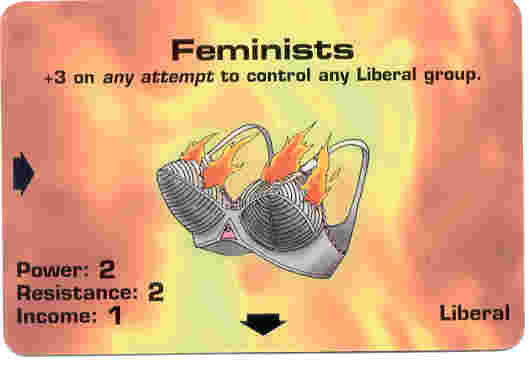 Feminists
+3 on any attempt to control any Liberal group.
Power: 2
Resistance: 2
Income: 1
Liberal